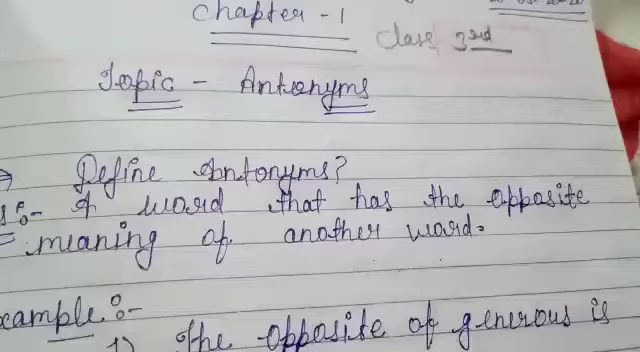 Chapter - 1
Class 3rd
Topic - Antonyms
Define Antonyms?
s:- A word that has the opposite
meaning of another word.
xample:-
1) The opposite of generous is